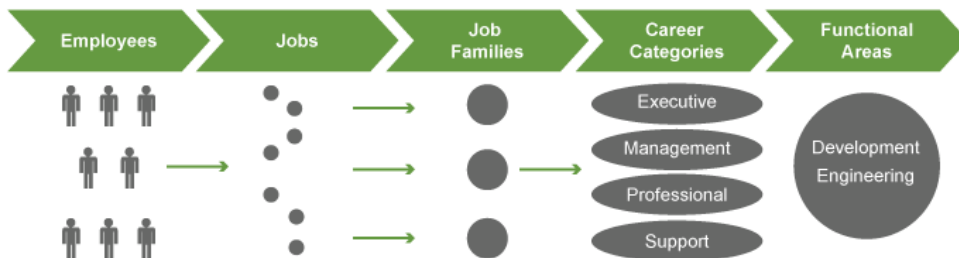 Employees
Jobs
Job
Families
Career
Categories
Functional
Areas
Executive
Management
Professional
Support
Development
Engineering